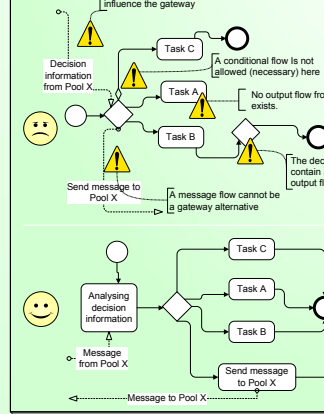 influence the gateway
Task C
Decision
information
from Pool X
A conditional flow Is not
allowed (necessary) here
Task A
No output flow fro
exists.
Task B
The dec
contain
output fl
Send message to
Pool X
A message flow cannot be
a gateway alternative
Task C
Analysing
decision
information
Task A
Task B
Message
from Pool X
Send message
to Pool X
Message to Pool X